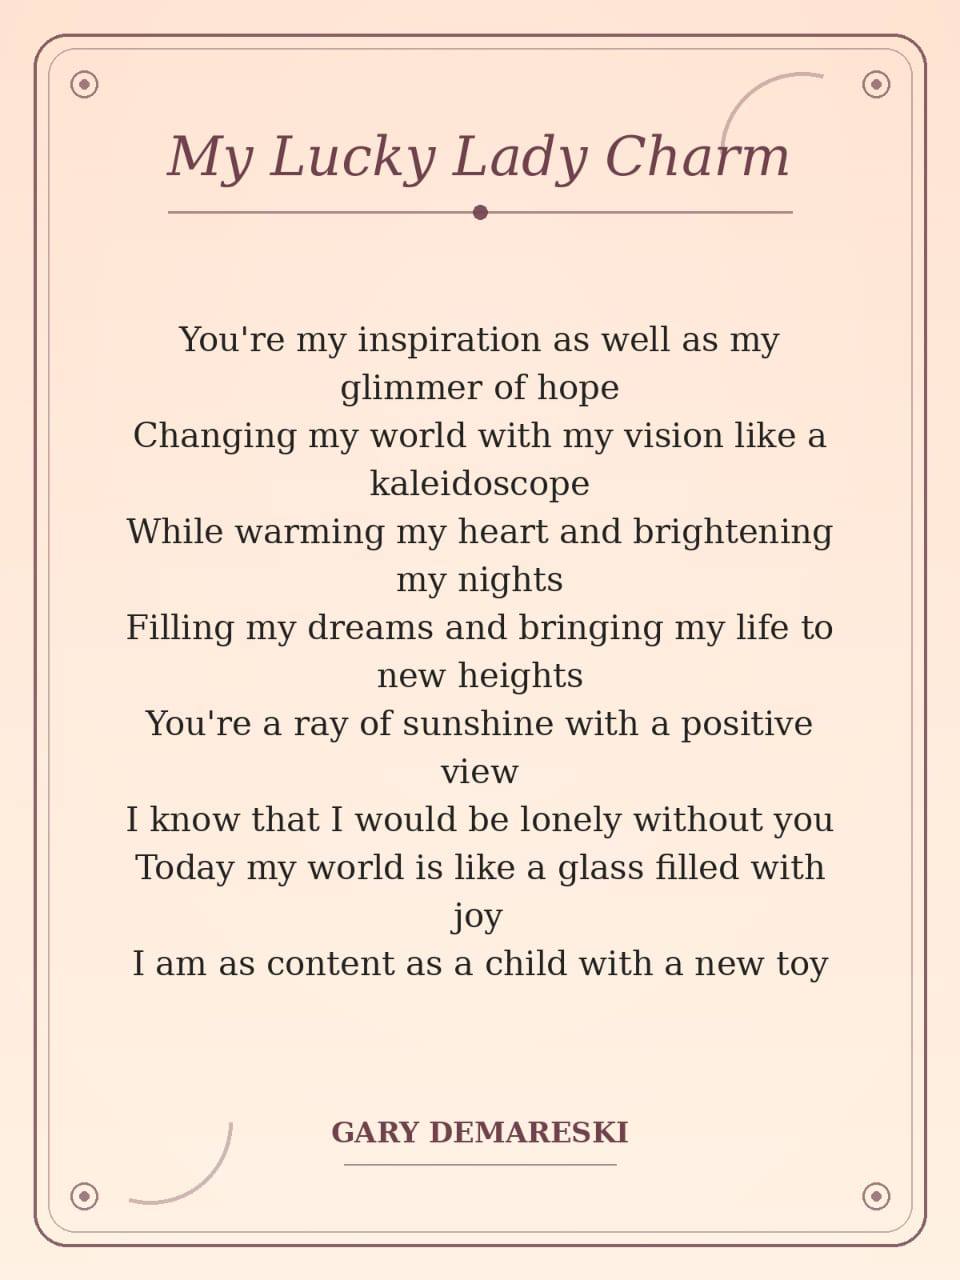 My Lucky Lady Charm
You're my inspiration as well as my
glimmer of hope
Changing my world with my vision like a
kaleidoscope
While warming my heart and brightening
my nights
Filling my dreams and bringing my life to
new heights
You're a ray of sunshine with a positive
view
I know that I would be lonely without you
Today my world is like a glass filled with
joy
I am as content as a child with a new toy
GARY DEMARESKI